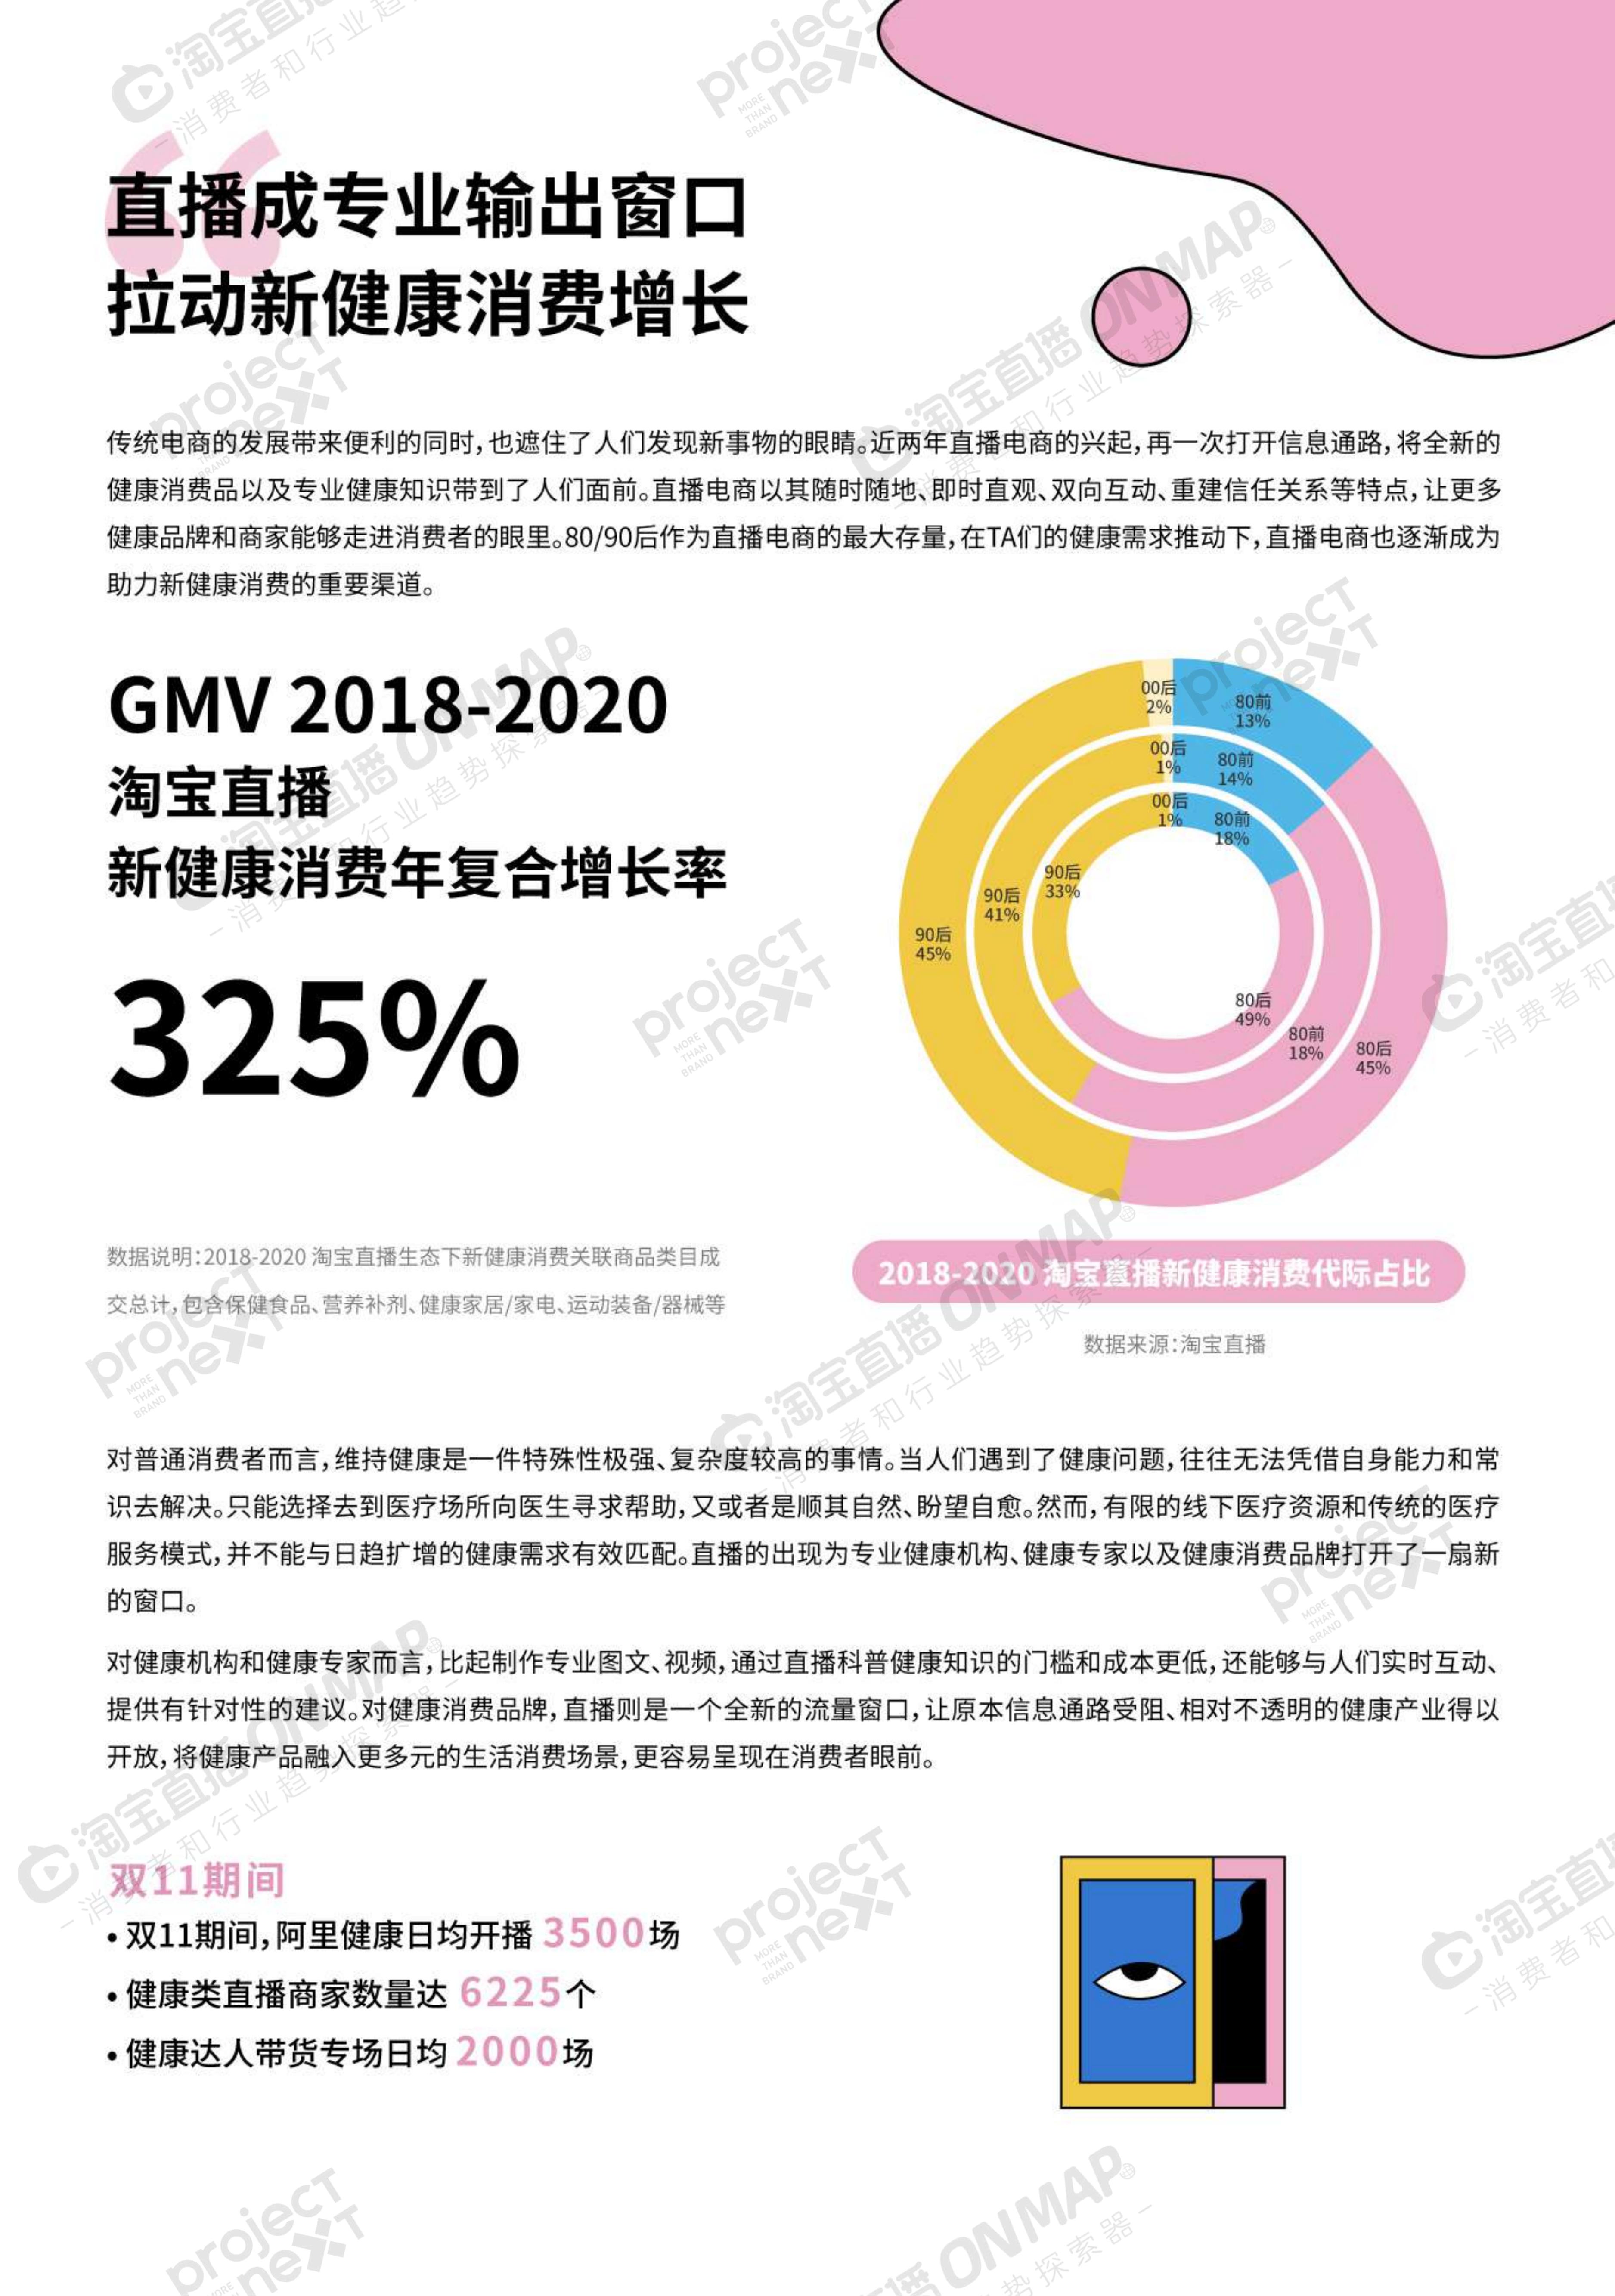 直播成专业输出窗口
拉动新健康消费增长
传统电商的发展带来便利的同时，也遮住了人们发现新事物的眼睛。近两年直播电商的兴起，再一次打开信息通路，将全新的
健康消费品以及专业健康知识带到了人们面前。直播电商以其随时随地、即时直观、双向互动、重建信任关系等特点，让更多
健康品牌和商家能够走进消费者的眼里。80/90后作为直播电商的最大存量，在TA们的健康需求推动下，直播电商也逐渐成为
助力新健康消费的重要渠道。
GMV 2018-2020
淘宝直播
新健康消费年复合增长率
325%
数据说明：2018-2020 淘宝直播生态下新健康消费关联商品类目成
交总计，包含保健食品、营养补剂、健康家居/家电、运动装备/器械等
00后
2%
80前
13%
00后
1%
80前
14%
00后
1%
80前
18%
90后
33%
90后
41%
90后
45%
80后
49%
80前
18%
80后
45%
2018-2020 淘宝直播新健康消费代际占比
数据来源：淘宝直播
对普通消费者而言，维持健康是一件特殊性极强、复杂度较高的事情。当人们遇到了健康问题，往往无法凭借自身能力和常
识去解决。只能选择去到医疗场所向医生寻求帮助，又或者是顺其自然、盼望自愈。然而，有限的线下医疗资源和传统的医疗
服务模式，并不能与日趋扩增的健康需求有效匹配。直播的出现为专业健康机构、健康专家以及健康消费品牌打开了一扇新
的窗口。
对健康机构和健康专家而言，比起制作专业图文、视频，通过直播科普健康知识的门槛和成本更低，还能够与人们实时互动、
提供有针对性的建议。对健康消费品牌，直播则是一个全新的流量窗口，让原本信息通路受阻、相对不透明的健康产业得以
开放，将健康产品融入更多元的生活消费场景，更容易呈现在消费者眼前。
双11期间
• 双11期间，阿里健康日均开播 3500场
• 健康类直播商家数量达 6225个
• 健康达人带货专场日均 2000场
淘宝直播 ONMAP
－消费者和行业趋势探索器－
project
next
MORE
THAN
BRAND